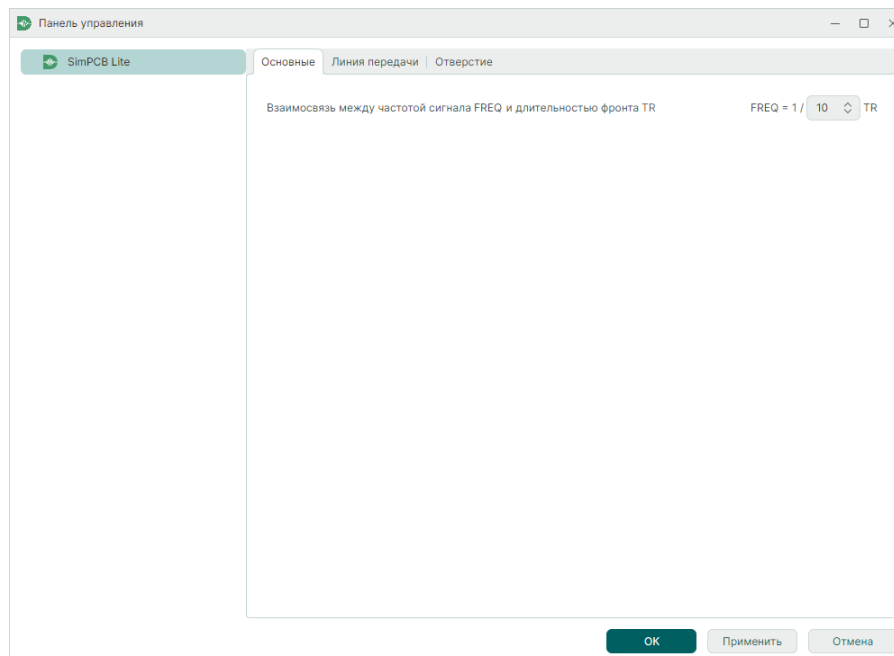 Панель управления
SimPCB Lite
Основные Линия передачи Отверстие
Взаимосвязь между частотой сигнала FREQ и длительностью фронта TR FREQ = 1 / 10 TR
OK Применить Отмена